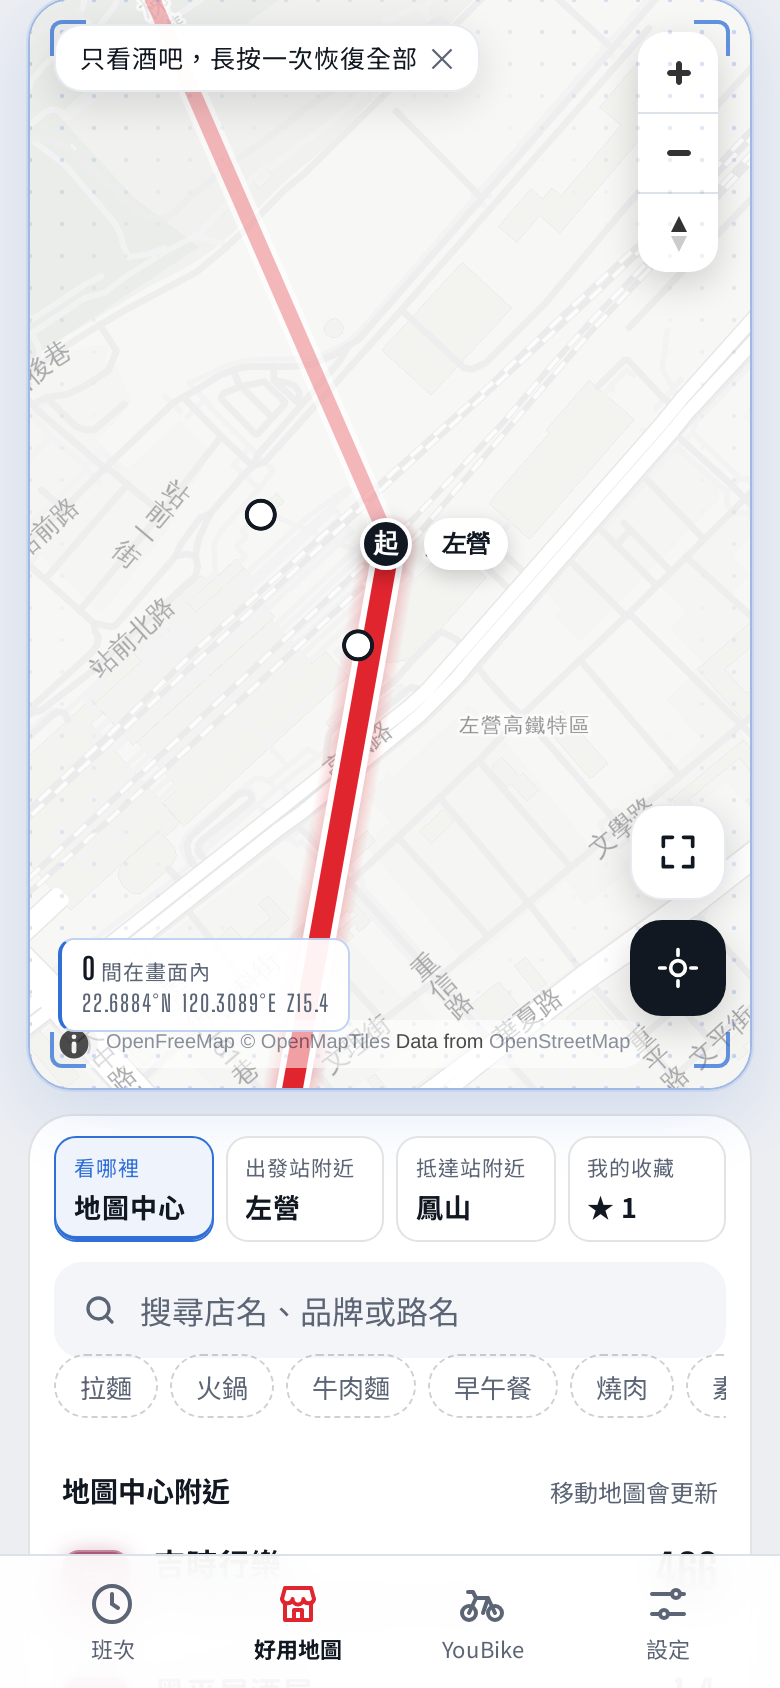 只看酒吧，長按一次恢復全部
後巷
站前路
站前一街
站前北路
起
左營
左營高鐵特區
文學路
重信路
華夏路
文平街
0 間在畫面內
22.6884°N 120.3089°E Z15.4
OpenFreeMap © OpenMapTiles Data from OpenStreetMap
看哪裡
地圖中心
出發站附近
左營
抵達站附近
鳳山
我的收藏
★ 1
搜尋店名、品牌或路名
拉麵
火鍋
牛肉麵
早午餐
燒肉
地圖中心附近
移動地圖會更新
班次
好用地圖
YouBike
設定